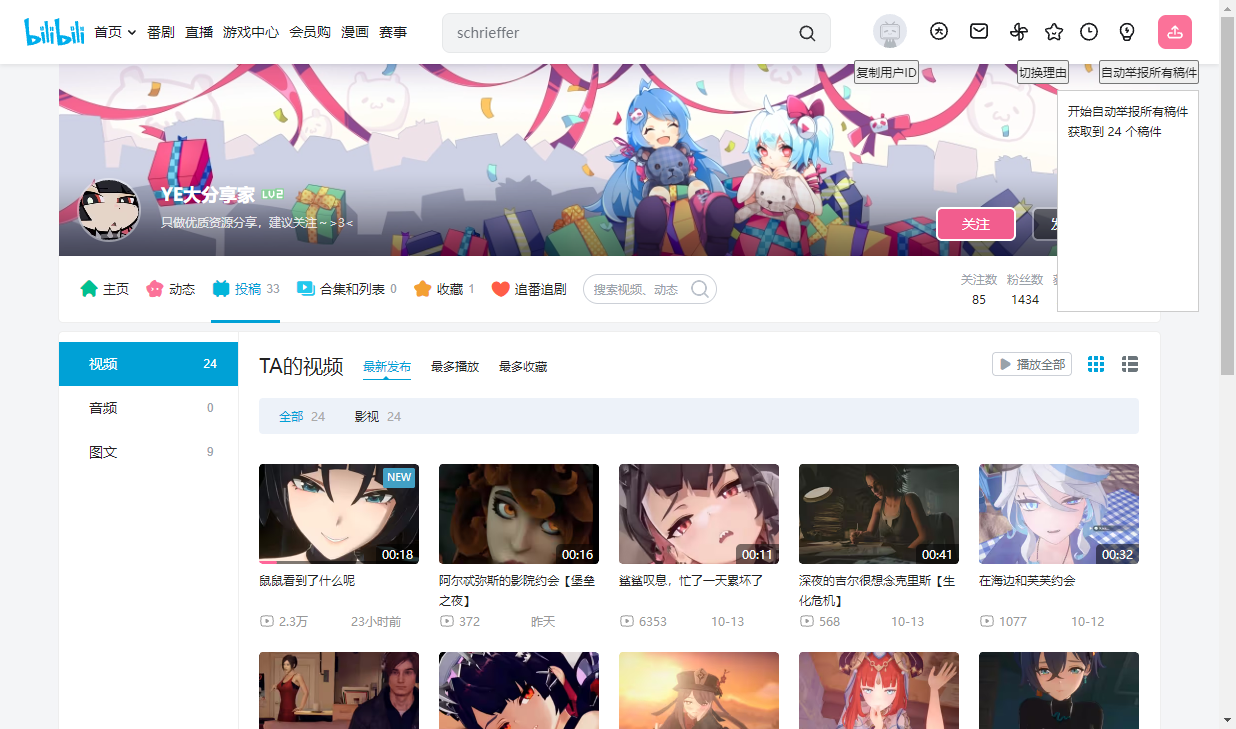 bilibili 首页 番剧 直播 游戏中心 会员购 漫画 赛事 schrieffer
复制用户ID 切换理由 自动举报所有稿件
开始自动举报所有稿件
获取到 24 个稿件
YE大分享家 LV2
只做优质资源分享，建议关注～>3<
关注
主页 动态 投稿 33 合集和列表 0 收藏 1 追番追剧 搜索视频、动态
关注数 粉丝数
85 1434
视频 24
音频 0
图文 9
TA的视频 最新发布 最多播放 最多收藏 播放全部
全部 24 影视 24
NEW
00:18 00:16 00:11 00:41 00:32
鼠鼠看到了什么呢
2.3万 23小时前
阿尔忒弥斯的影院约会【堡垒
之夜】
372 昨天
鲨鲨叹息，忙了一天累坏了
6353 10-13
深夜的吉尔很想念克里斯【生
化危机】
568 10-13
在海边和芙芙约会
1077 10-12